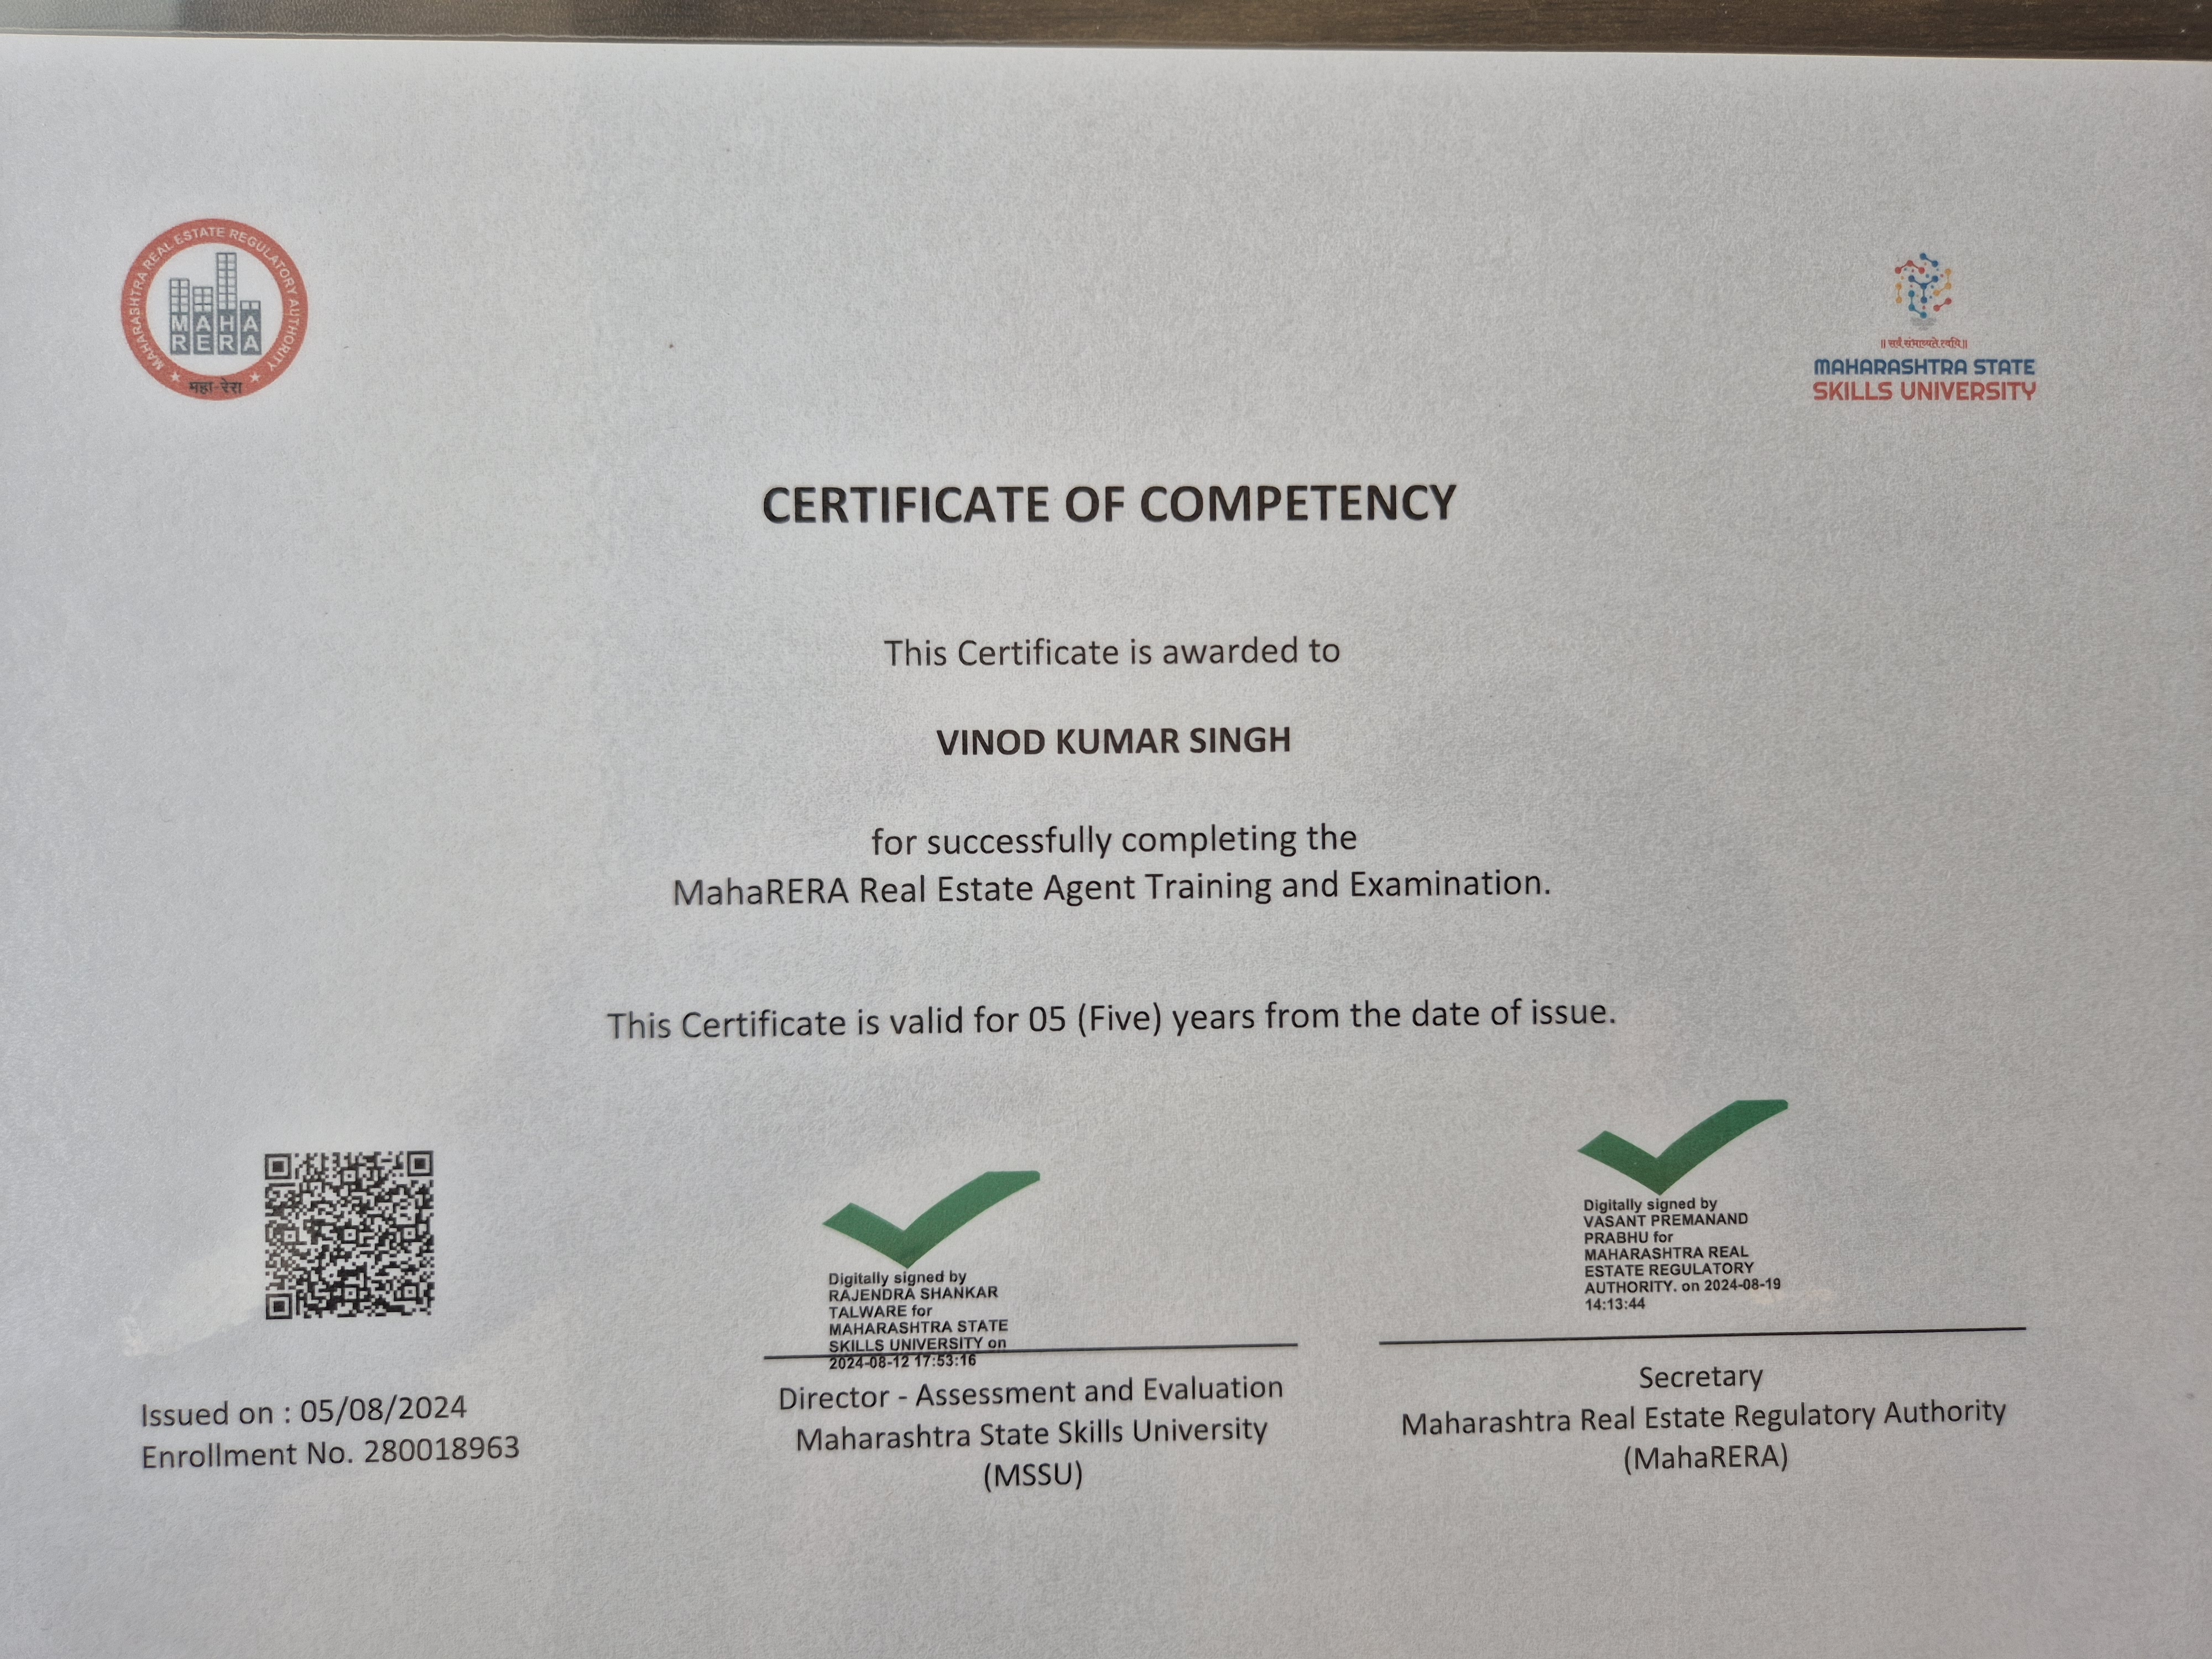 MAHARASHTRA REAL ESTATE REGULATORY AUTHORITY
MAHA
RERA
महा-रेरा
MAHARASHTRA STATE
SKILLS UNIVERSITY
CERTIFICATE OF COMPETENCY
This Certificate is awarded to
VINOD KUMAR SINGH
for successfully completing the
MahaRERA Real Estate Agent Training and Examination.
This Certificate is valid for 05 (Five) years from the date of issue.
Issued on : 05/08/2024
Enrollment No. 280018963
Digitally signed by
RAJENDRA SHANKAR
TALWARE for
MAHARASHTRA STATE
SKILLS UNIVERSITY on
2024-08-12 17:53:16
Director - Assessment and Evaluation
Maharashtra State Skills University
(MSSU)
Digitally signed by
VASANT PREMANAND
PRABHU for
MAHARASHTRA REAL
ESTATE REGULATORY
AUTHORITY. on 2024-08-19
14:13:44
Secretary
Maharashtra Real Estate Regulatory Authority
(MahaRERA)